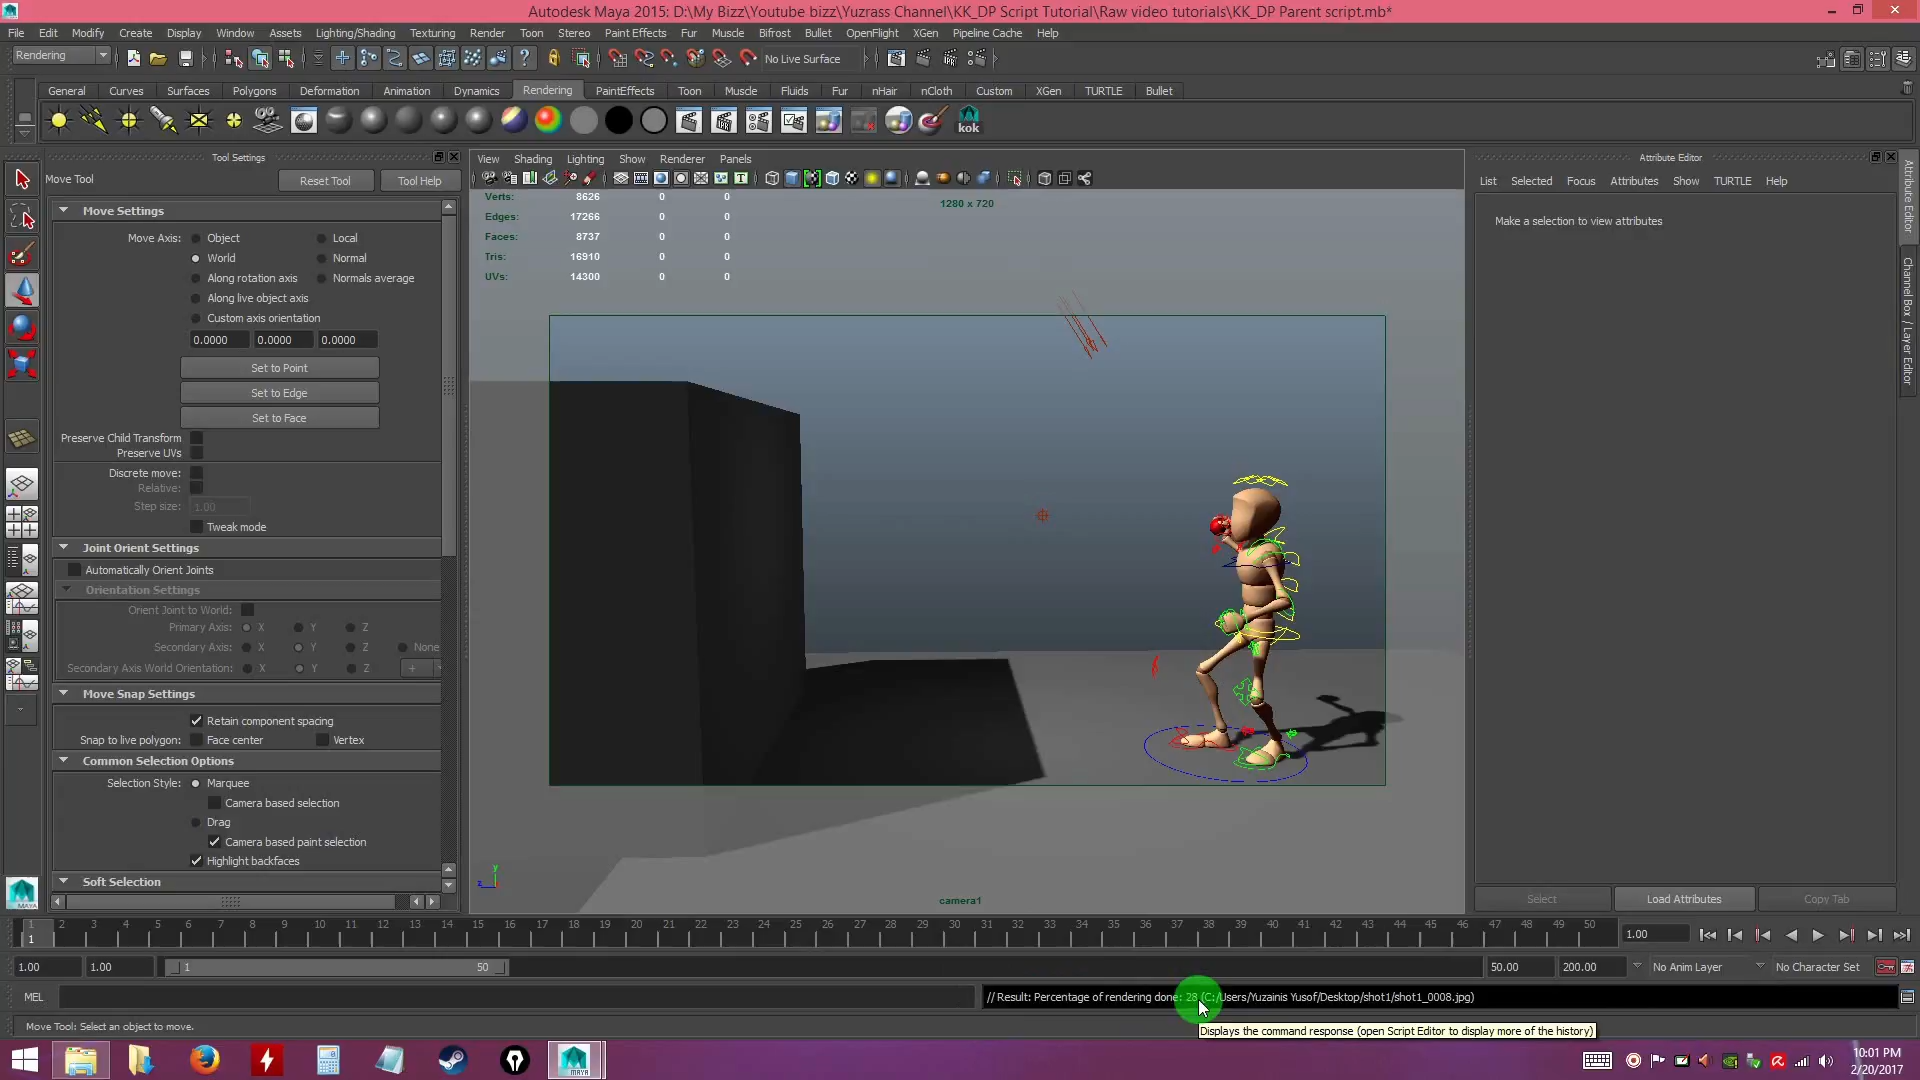 Autodesk Maya 2015: D:\My Bizz\Youtube bizz\Yuzrass Channel\KK_DP Script Tutorial\Raw video tutorials\KK_DP Parent script.mb*
File Edit Modify Create Display Window Assets Lighting/Shading Texturing Render Toon Stereo Paint Effects Fur Muscle Bifrost Bullet OpenFlight XGen Pipeline Cache Help
Rendering
No Live Surface
General Curves Surfaces Polygons Deformation Animation Dynamics Rendering PaintEffects Toon Muscle Fluids Fur nHair nCloth Custom XGen TURTLE Bullet
kok
Tool Settings
Move Tool Reset Tool Tool Help
Move Settings
Move Axis: Object Local
World Normal
Along rotation axis Normals average
Along live object axis
Custom axis orientation
0.0000 0.0000 0.0000
Set to Point
Set to Edge
Set to Face
Preserve Child Transform
Preserve UVs
Discrete move:
Relative:
Step size: 1.00
Tweak mode
Joint Orient Settings
Automatically Orient Joints
Orientation Settings
Orient Joint to World:
Primary Axis: X Y Z
Secondary Axis: X Y Z None
Secondary Axis World Orientation: X Y Z +
Move Snap Settings
Retain component spacing
Snap to live polygon: Face center Vertex
Common Selection Options
Selection Style: Marquee
Camera based selection
Drag
Camera based paint selection
Highlight backfaces
Soft Selection
View Shading Lighting Show Renderer Panels
Verts: 8626 0 0
Edges: 17266 0 0
Faces: 8737 0 0
Tris: 16910 0 0
UVs: 14300 0 0
1280 x 720
y
z
camera1
Attribute Editor
List Selected Focus Attributes Show TURTLE Help
Make a selection to view attributes
Select Load Attributes Copy Tab
Attribute Editor
Channel Box / Layer Editor
1 2 3 4 5 6 7 8 9 10 11 12 13 14 15 16 17 18 19 20 21 22 23 24 25 26 27 28 29 30 31 32 33 34 35 36 37 38 39 40 41 42 43 44 45 46 47 48 49 50
1
1.00
1.00 1.00 1 50 50.00 200.00 No Anim Layer No Character Set
MEL
// Result: Percentage of rendering done: 28 (C:/Users/Yuzainis Yusof/Desktop/shot1/shot1_0008.jpg)
Move Tool: Select an object to move.
Displays the command response (open Script Editor to display more of the history)
MAYA
10:01 PM
2/20/2017